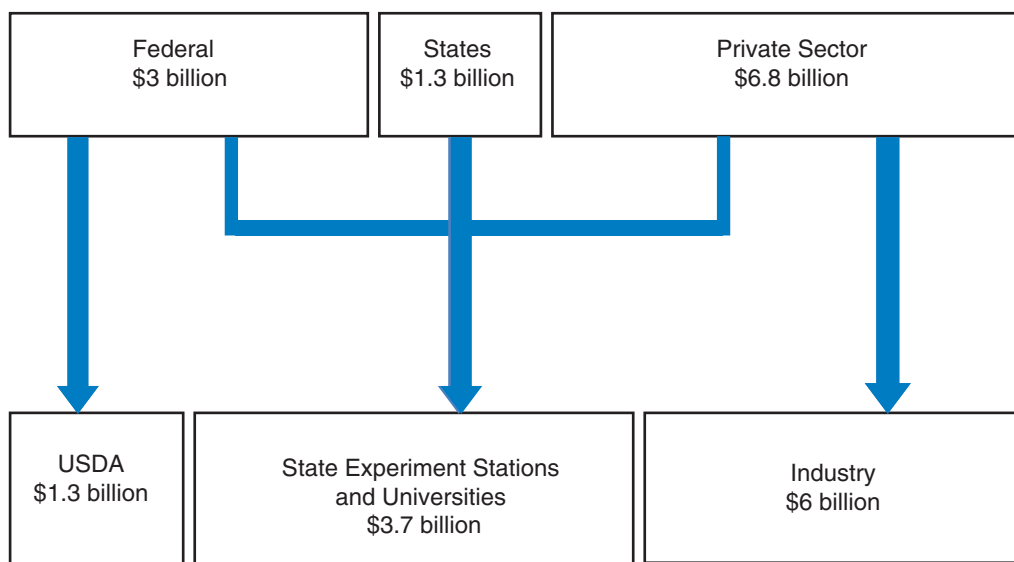 Federal
$3 billion
States
$1.3 billion
Private Sector
$6.8 billion
USDA
$1.3 billion
State Experiment Stations
and Universities
$3.7 billion
Industry
$6 billion